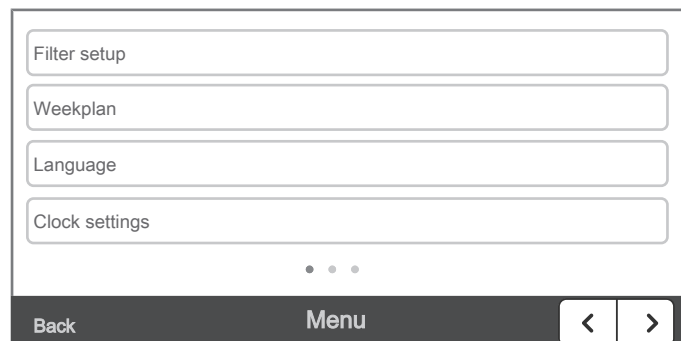 Filter setup
Weekplan
Language
Clock settings
Back
Menu